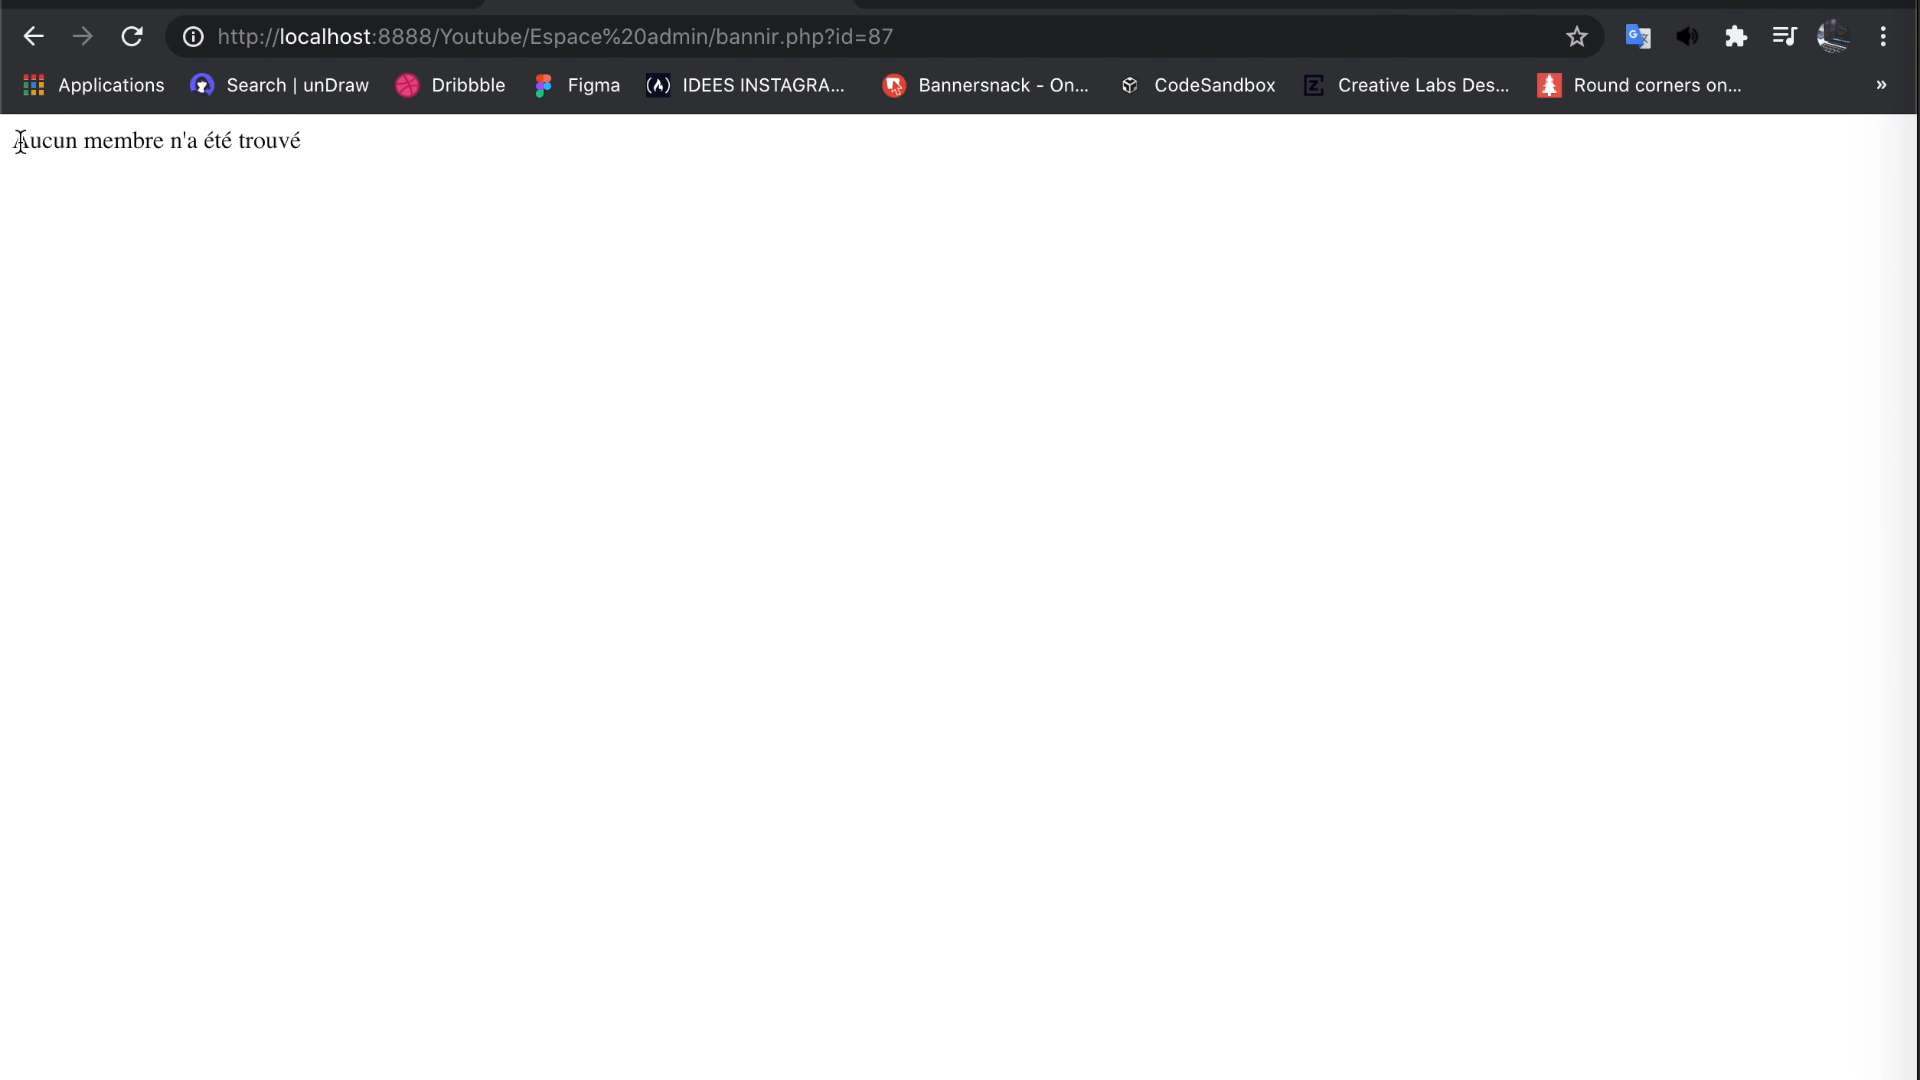 http://localhost:8888/Youtube/Espace%20admin/bannir.php?id=87
Applications Search | unDraw Dribbble Figma IDEES INSTAGRA... Bannersnack - On... CodeSandbox Creative Labs Des... Round corners on... »
Aucun membre n'a été trouvé